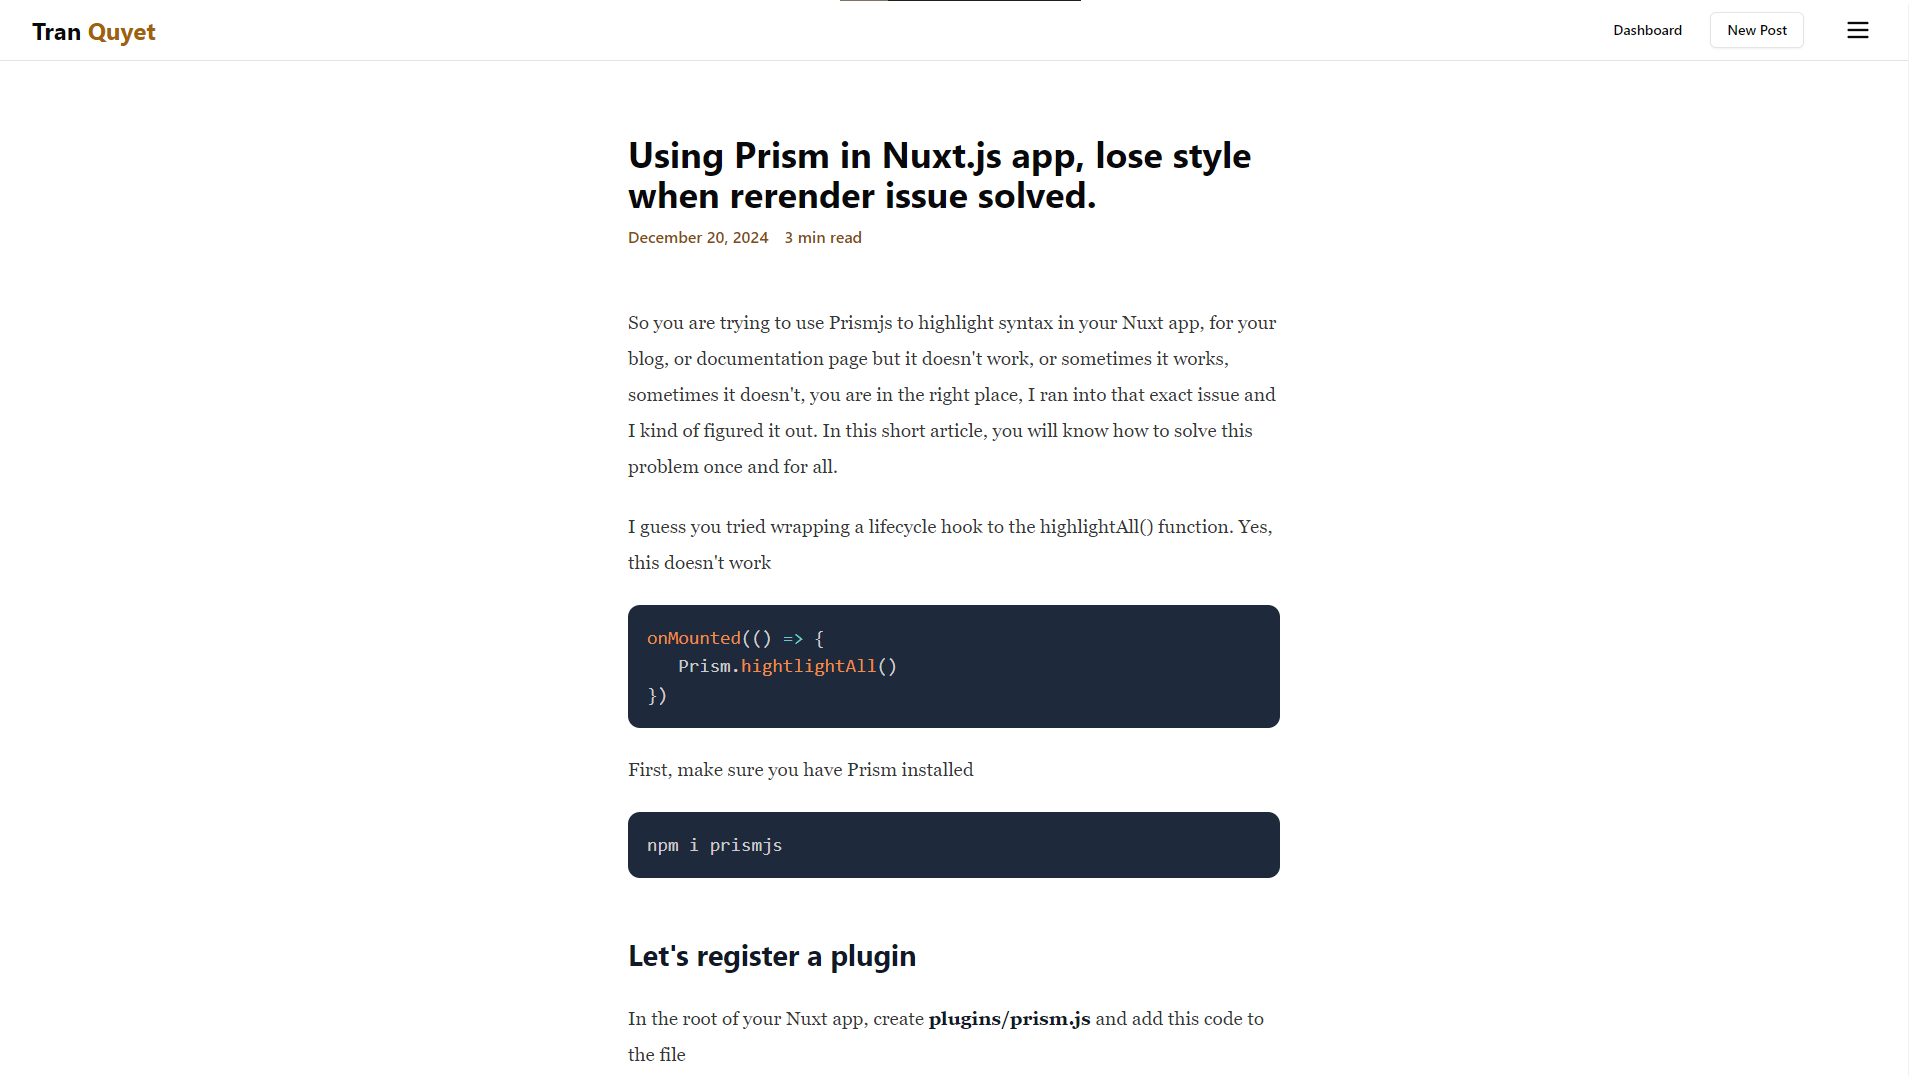 Tran Quyet
Dashboard
New Post
Using Prism in Nuxt.js app, lose style
when rerender issue solved.
December 20, 2024 3 min read
So you are trying to use Prismjs to highlight syntax in your Nuxt app, for your
blog, or documentation page but it doesn't work, or sometimes it works,
sometimes it doesn't, you are in the right place, I ran into that exact issue and
I kind of figured it out. In this short article, you will know how to solve this
problem once and for all.
I guess you tried wrapping a lifecycle hook to the highlightAll() function. Yes,
this doesn't work
onMounted(() => {
   Prism.hightlightAll()
})
First, make sure you have Prism installed
npm i prismjs
Let's register a plugin
In the root of your Nuxt app, create plugins/prism.js and add this code to
the file